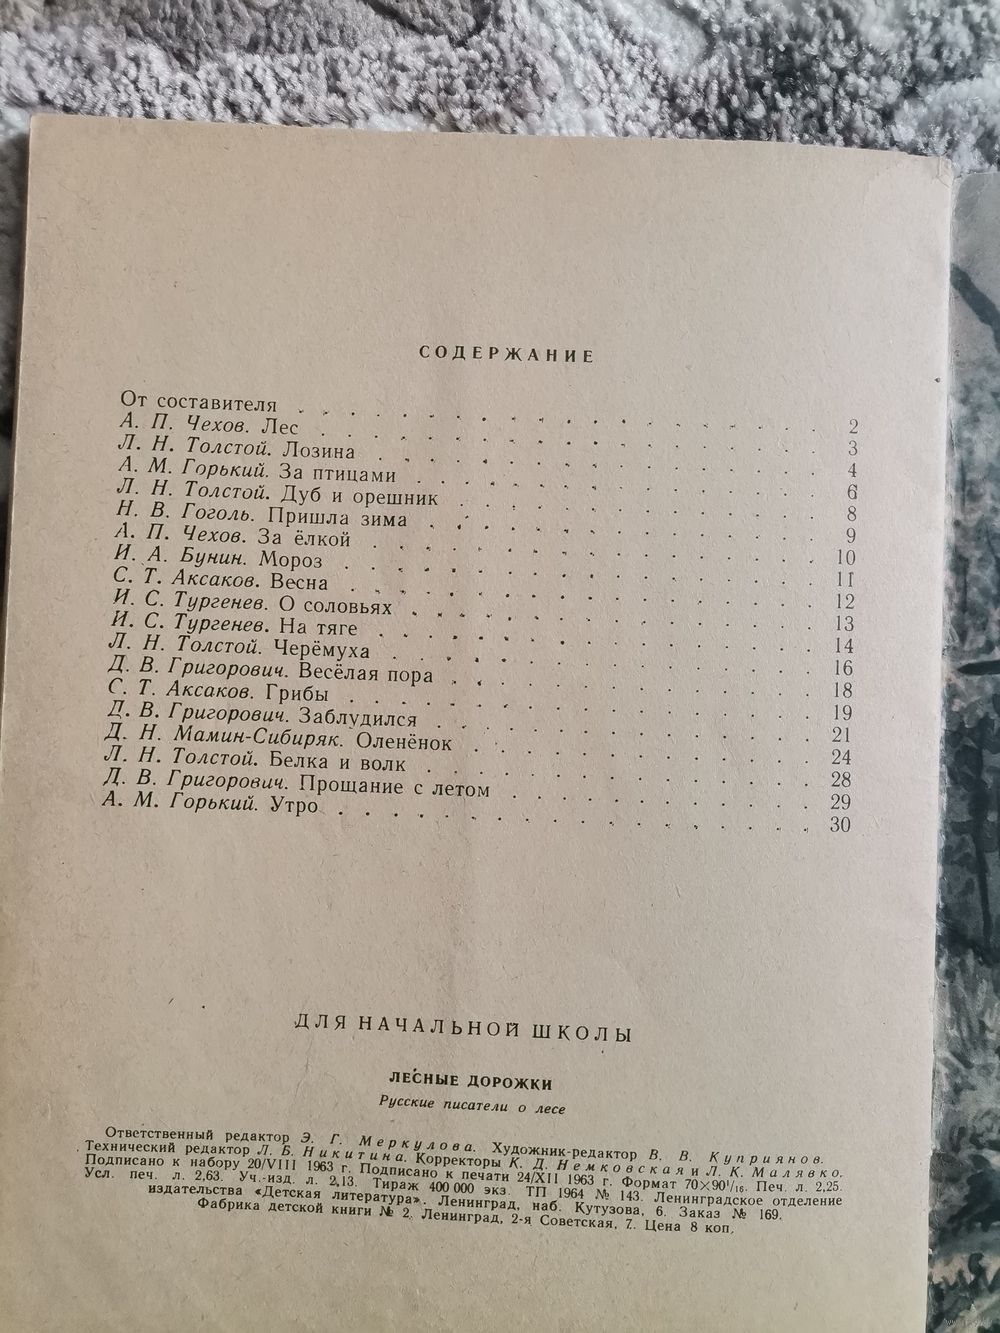 СОДЕРЖАНИЕ
От составителя . . . . . . . . . . . . . . . . . . . . 2
А. П. Чехов. Лес . . . . . . . . . . . . . . . . . . . . 3
Л. Н. Толстой. Лозина . . . . . . . . . . . . . . . . . . 4
А. М. Горький. За птицами . . . . . . . . . . . . . . . . 6
Л. Н. Толстой. Дуб и орешник . . . . . . . . . . . . . . 8
Н. В. Гоголь. Пришла зима . . . . . . . . . . . . . . . . 9
А. П. Чехов. За ёлкой . . . . . . . . . . . . . . . . . . 10
И. А. Бунин. Мороз . . . . . . . . . . . . . . . . . . . 11
С. Т. Аксаков. Весна . . . . . . . . . . . . . . . . . . 12
И. С. Тургенев. О соловьях . . . . . . . . . . . . . . . 13
И. С. Тургенев. На тяге . . . . . . . . . . . . . . . . . 14
Л. Н. Толстой. Черёмуха . . . . . . . . . . . . . . . . . 16
Д. В. Григорович. Весёлая пора . . . . . . . . . . . . . 18
С. Т. Аксаков. Грибы . . . . . . . . . . . . . . . . . . 19
Д. В. Григорович. Заблудился . . . . . . . . . . . . . . 21
Д. Н. Мамин-Сибиряк. Оленёнок . . . . . . . . . . . . . . 24
Л. Н. Толстой. Белка и волк . . . . . . . . . . . . . . . 28
Д. В. Григорович. Прощание с летом . . . . . . . . . . . 29
А. М. Горький. Утро . . . . . . . . . . . . . . . . . . . 30
ДЛЯ НАЧАЛЬНОЙ ШКОЛЫ
ЛЕСНЫЕ ДОРОЖКИ
Русские писатели о лесе
Ответственный редактор Э. Г. Меркулова. Художник-редактор В. В. Куприянов.
Технический редактор Л. Б. Никитина. Корректоры К. Д. Немковская и Л. К. Малявко.
Подписано к набору 20/VIII 1963 г. Подписано к печати 24/XII 1963 г. Формат 70×90¹/₁₆. Печ. л. 2,25.
Усл. печ. л. 2,63. Уч.-изд. л. 2,13. Тираж 400 000 экз. ТП 1964 № 143. Ленинградское отделение
издательства «Детская литература». Ленинград, наб. Кутузова, 6. Заказ № 169.
Фабрика детской книги № 2. Ленинград, 2-я Советская, 7. Цена 8 коп.